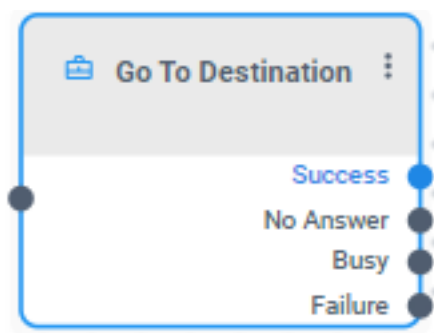 Go To Destination
Success
No Answer
Busy
Failure